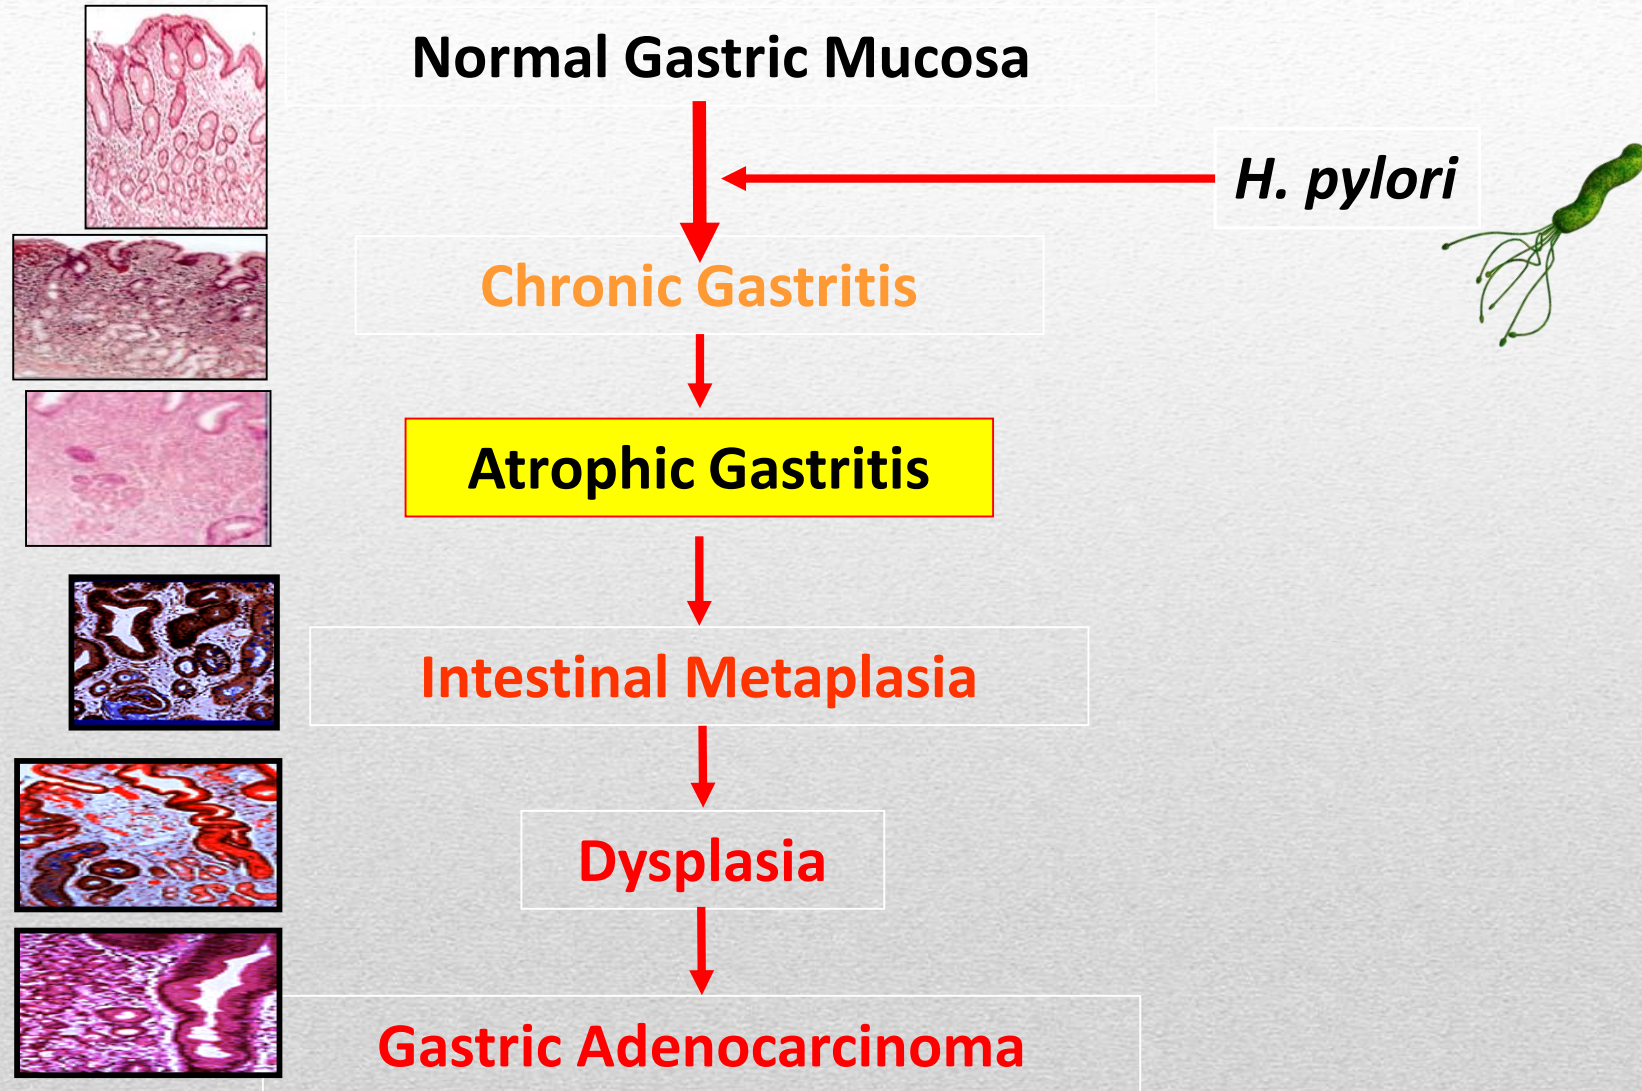 Normal Gastric Mucosa
H. pylori
Chronic Gastritis
Atrophic Gastritis
Intestinal Metaplasia
Dysplasia
Gastric Adenocarcinoma